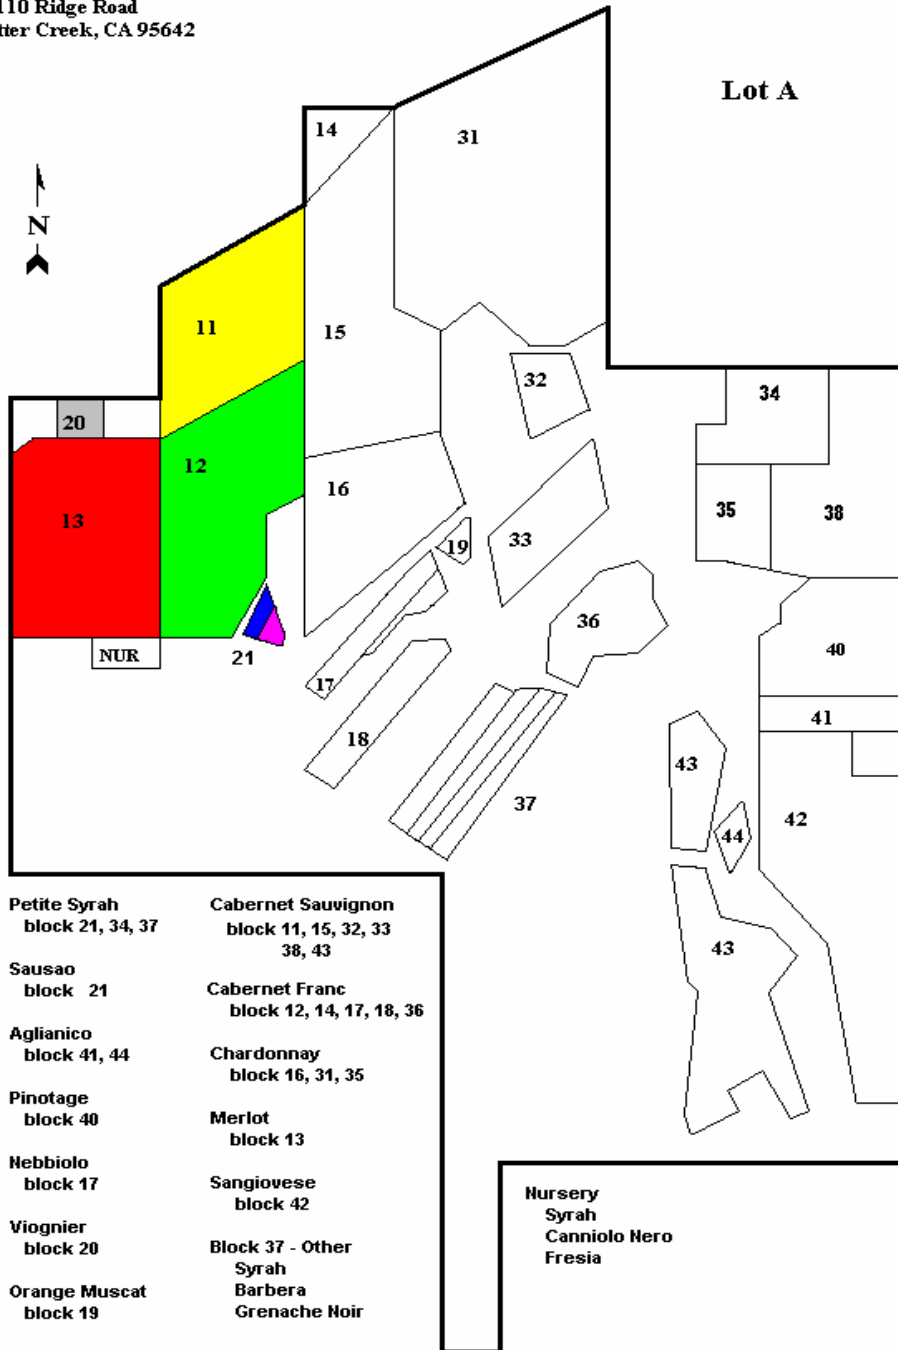 110 Ridge Road
tter Creek, CA 95642
Lot A
14
31
N
11
15
32
34
20
12
16
35
38
13
19
33
36
NUR
21
17
40
41
18
43
37
42
44
43
Petite Syrah
block 21, 34, 37
Sausao
block 21
Aglianico
block 41, 44
Pinotage
block 40
Nebbiolo
block 17
Viognier
block 20
Orange Muscat
block 19
Cabernet Sauvignon
block 11, 15, 32, 33
38, 43
Cabernet Franc
block 12, 14, 17, 18, 36
Chardonnay
block 16, 31, 35
Merlot
block 13
Sangiovese
block 42
Block 37 - Other
Syrah
Barbera
Grenache Noir
Nursery
Syrah
Canniolo Nero
Fresia